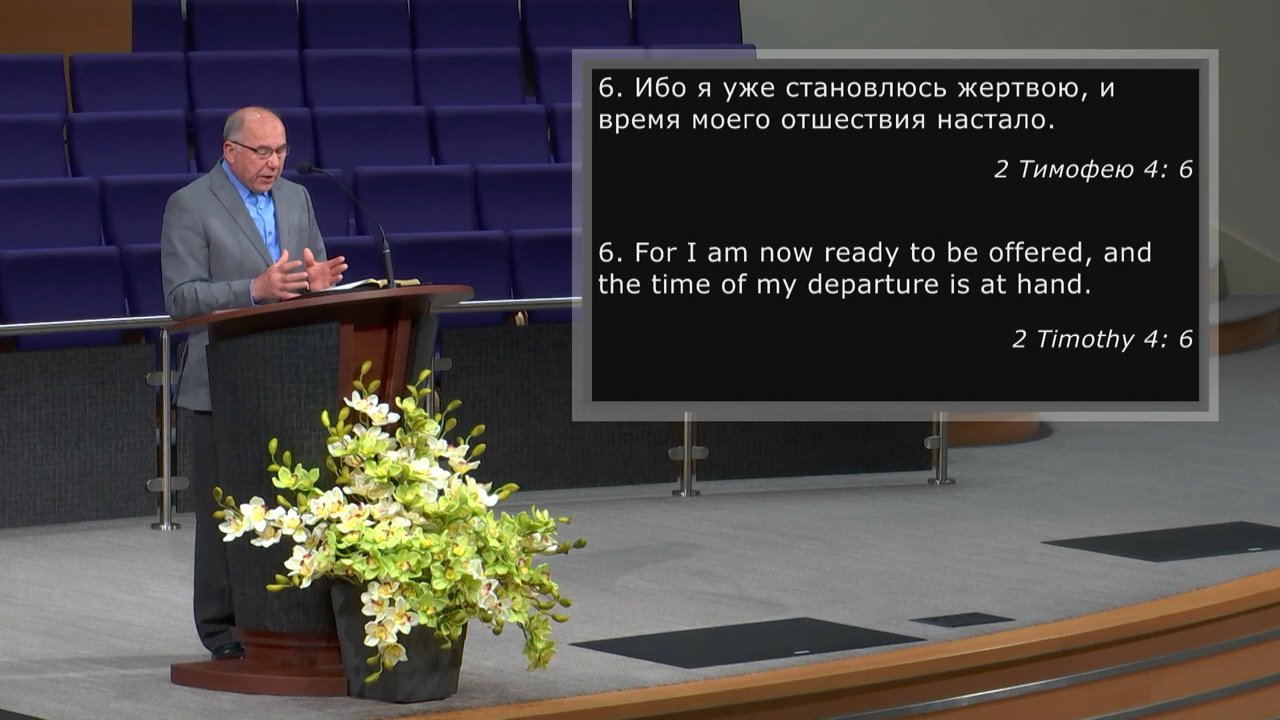 6. Ибо я уже становлюсь жертвою, и
время моего отшествия настало.
2 Тимофею 4: 6
6. For I am now ready to be offered, and
the time of my departure is at hand.
2 Timothy 4: 6